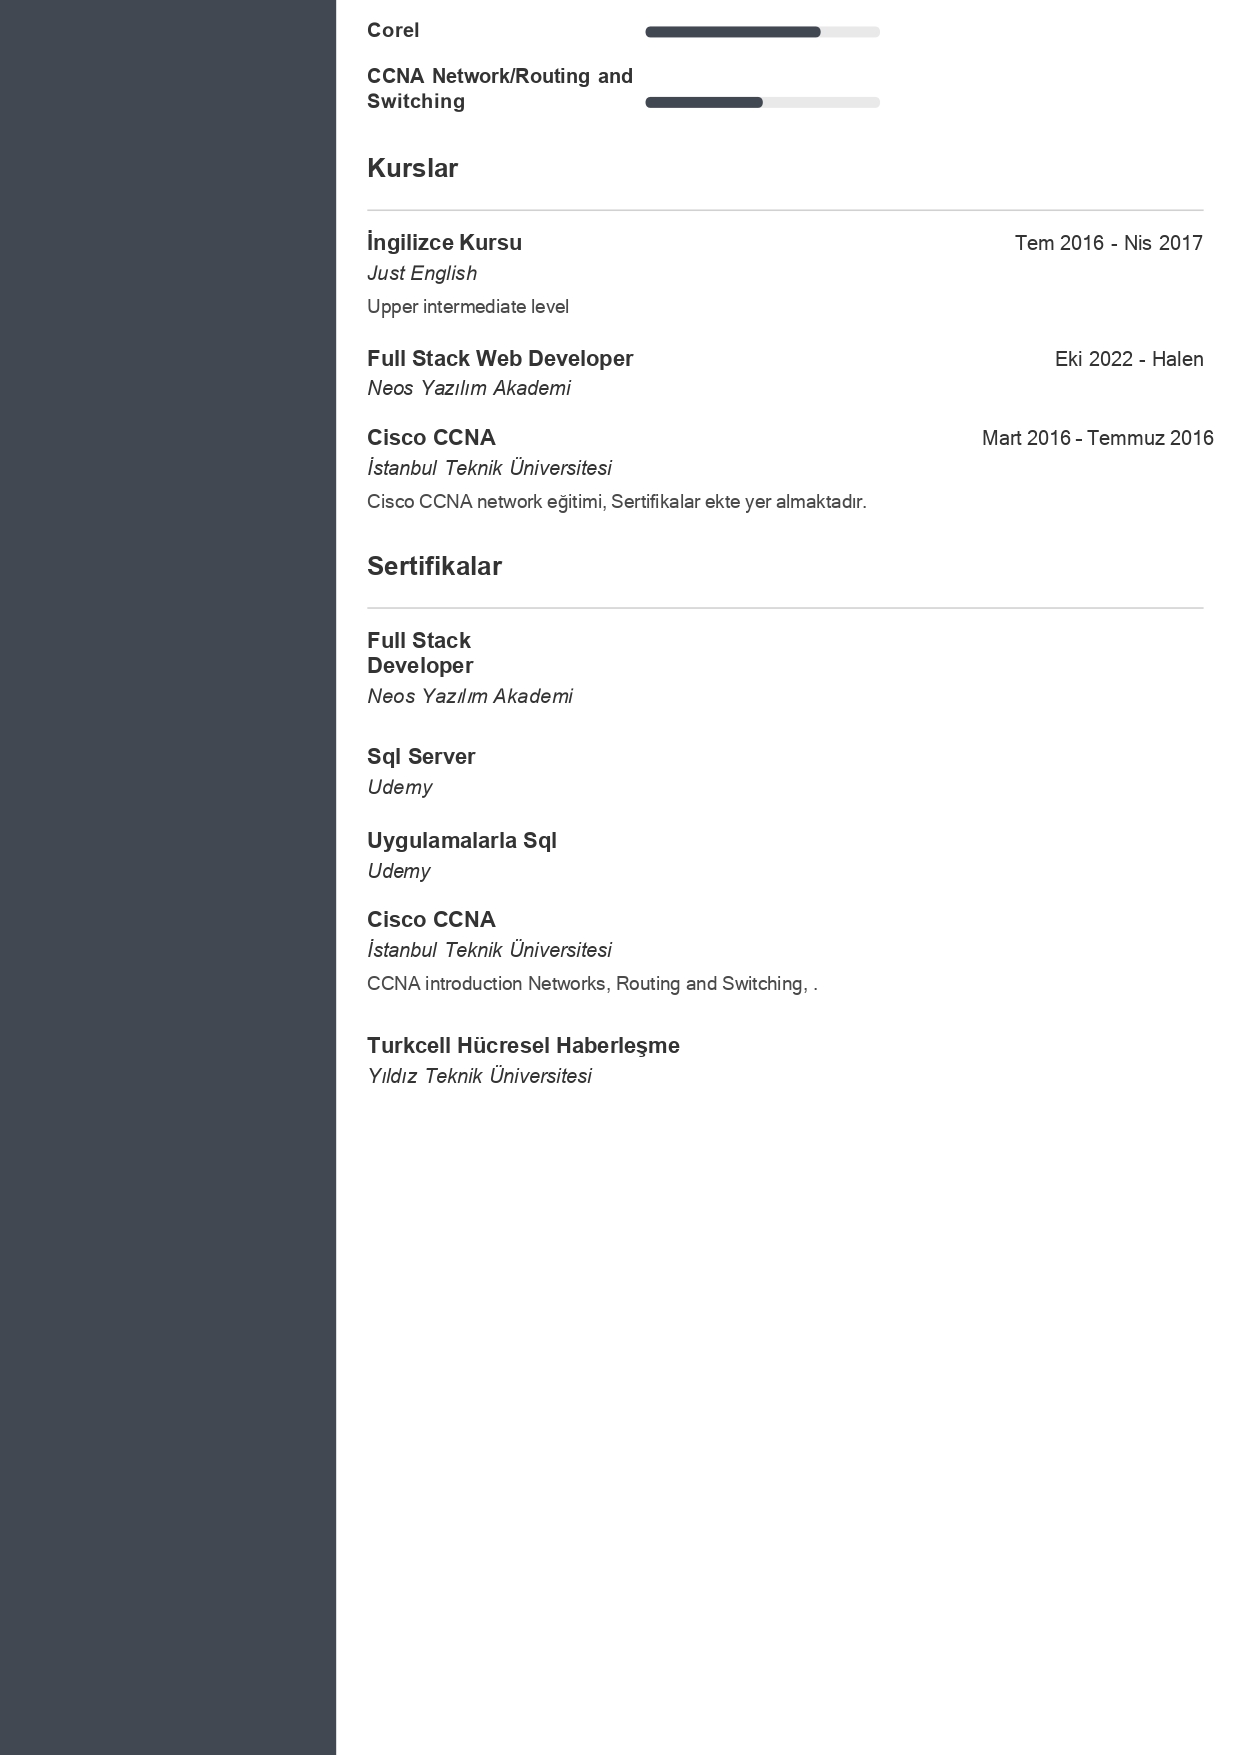 Corel
CCNA Network/Routing and
Switching
Kurslar
İngilizce Kursu
Tem 2016 - Nis 2017
Just English
Upper intermediate level
Full Stack Web Developer
Eki 2022 - Halen
Neos Yazılım Akademi
Cisco CCNA
Mart 2016 - Temmuz 2016
İstanbul Teknik Üniversitesi
Cisco CCNA network eğitimi, Sertifikalar ekte yer almaktadır.
Sertifikalar
Full Stack
Developer
Neos Yazılım Akademi
Sql Server
Udemy
Uygulamalarla Sql
Udemy
Cisco CCNA
İstanbul Teknik Üniversitesi
CCNA introduction Networks, Routing and Switching, .
Turkcell Hücresel Haberleşme
Yıldız Teknik Üniversitesi